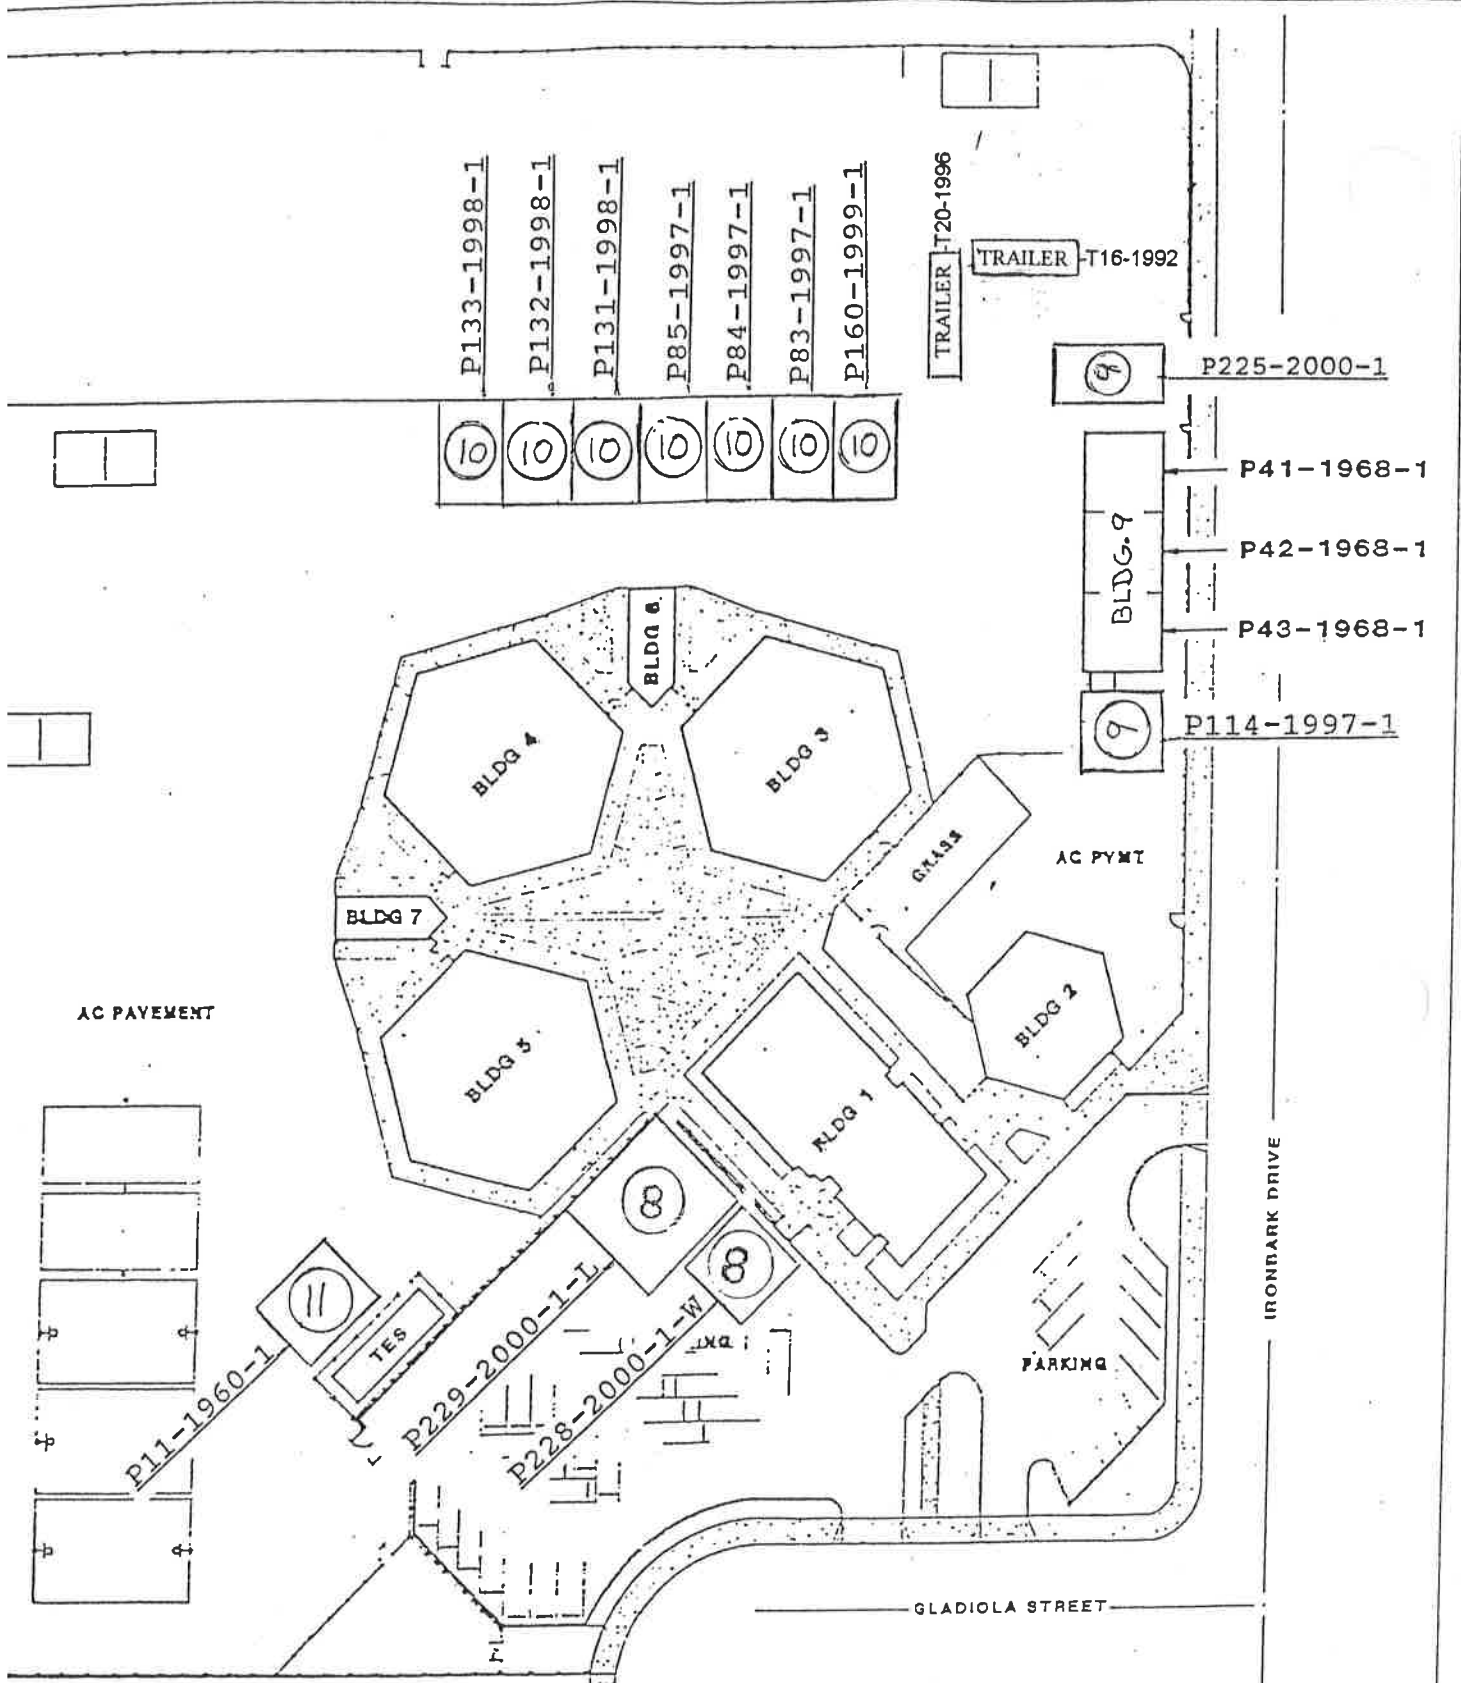 P133-1998-1
P132-1998-1
P131-1998-1
P85-1997-1
P84-1997-1
P83-1997-1
P160-1999-1
TRAILER
T20-1996
TRAILER
T16-1992
9
P225-2000-1
10
10
10
10
10
10
10
P41-1968-1
BLDG. 9
P42-1968-1
P43-1968-1
BLDG 6
9
P114-1997-1
BLDG 4
BLDG 3
GRASS
AC PVMT
BLDG 7
AC PAVEMENT
BLDG 2
BLDG 5
BLDG 1
IRONBARK DRIVE
8
8
11
TES
P11-1960-1
P229-2000-1-L
P228-2000-1-W
PARKING
GLADIOLA STREET